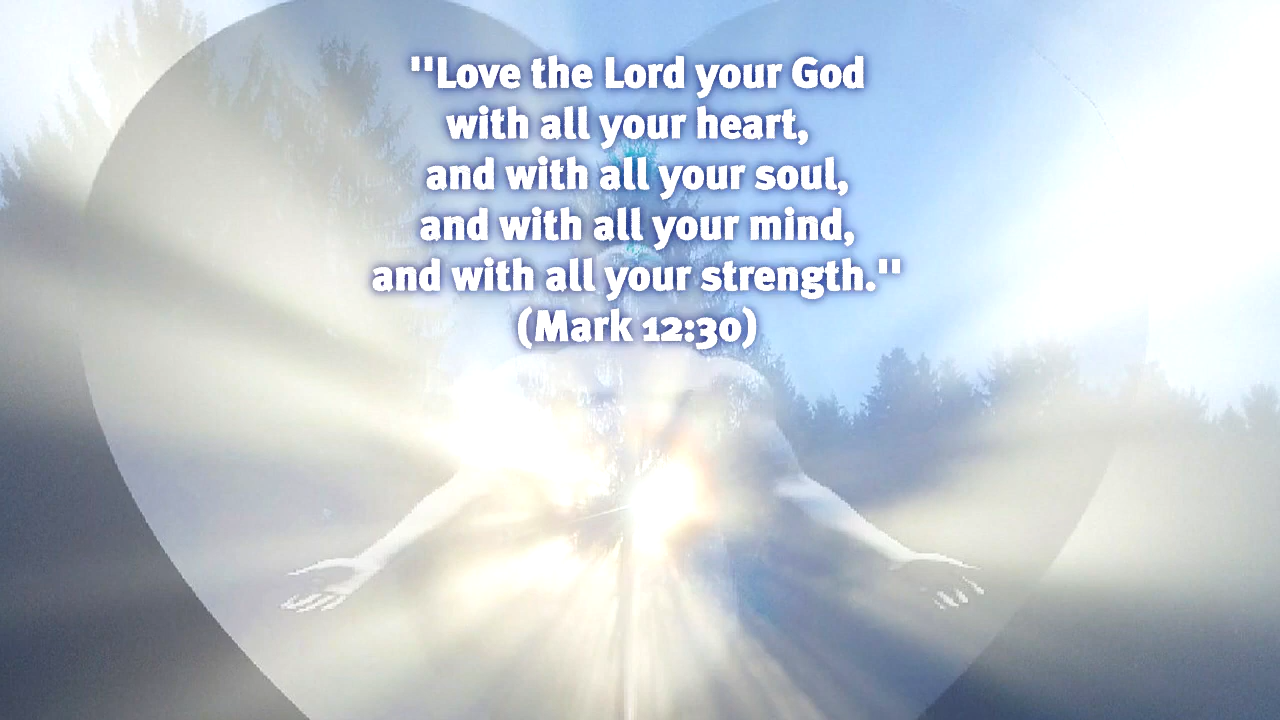 "Love the Lord your God
with all your heart,
and with all your soul,
and with all your mind,
and with all your strength."
(Mark 12:30)